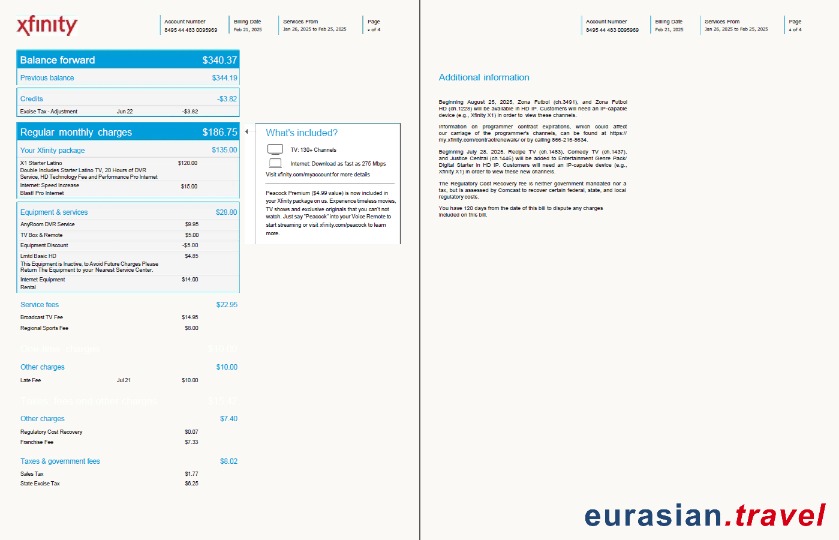 xfinity
Account Number
8495 44 463 0095969
Billing Date
Feb 21, 2025
Services From
Jan 26, 2025 to Feb 25, 2025
Page
of 4
Balance forward $340.37
Previous balance $344.19
Credits -$3.82
Excise Tax - Adjustment Jun 22 -$3.82
Regular monthly charges $186.75
Your Xfinity package $135.00
X1 Starter Latino $120.00
Double Includes Starter Latino TV, 20 Hours of DVR
Service, HD Technology Fee and Performance Pro Internet
Internet: Speed Increase $15.00
Blast! Pro Internet
Equipment & services $28.80
AnyRoom DVR Service $9.95
TV Box & Remote $5.00
Equipment Discount -$5.00
Lmtd Basic HD $4.85
This Equipment Is Inactive, to Avoid Future Charges Please
Return The Equipment to your Nearest Service Center.
Internet Equipment $14.00
Rental
Service fees $22.95
Broadcast TV Fee $14.95
Regional Sports Fee $8.00
Other charges $10.00
Late Fee Jul 21 $10.00
Other charges $7.40
Regulatory Cost Recovery $0.07
Franchise Fee $7.33
Taxes & government fees $8.02
Sales Tax $1.77
State Excise Tax $6.25
What's included?
TV: 130+ Channels
Internet: Download as fast as 276 Mbps
Visit xfinity.com/myaccount for more details
Peacock Premium ($4.99 value) is now included in
your Xfinity package on us. Experience timeless movies,
TV shows and exclusive originals that you can't not
watch. Just say "Peacock" into your Voice Remote to
start streaming or visit xfinity.com/peacock to learn
more.
Account Number
8495 44 463 0095969
Billing Date
Feb 21, 2025
Services From
Jan 26, 2025 to Feb 25, 2025
Page
of 4
Additional information
Beginning August 25, 2025, Zona Futbol (ch.3491), and Zona Futbol
HD (ch.1228) will be available in HD IP. Customers will need an IP-capable
device (e.g., Xfinity X1) in order to view these channels.
Information on programmer contract expirations, which could affect
our carriage of the programmer's channels, can be found at https://
my.xfinity.com/contractrenewals/ or by calling 866-216-8634.
Beginning July 28, 2025, Recipe TV (ch.1483), Comedy TV (ch.1437),
and Justice Central (ch.1445) will be added to Entertainment Genre Pack/
Digital Starter in HD IP. Customers will need an IP-capable device (e.g.,
Xfinity X1) in order to view these new channels.
The Regulatory Cost Recovery fee is neither government mandated nor a
tax, but is assessed by Comcast to recover certain federal, state, and local
regulatory costs.
You have 120 days from the date of this bill to dispute any charges
included on this bill.
eurasian.travel